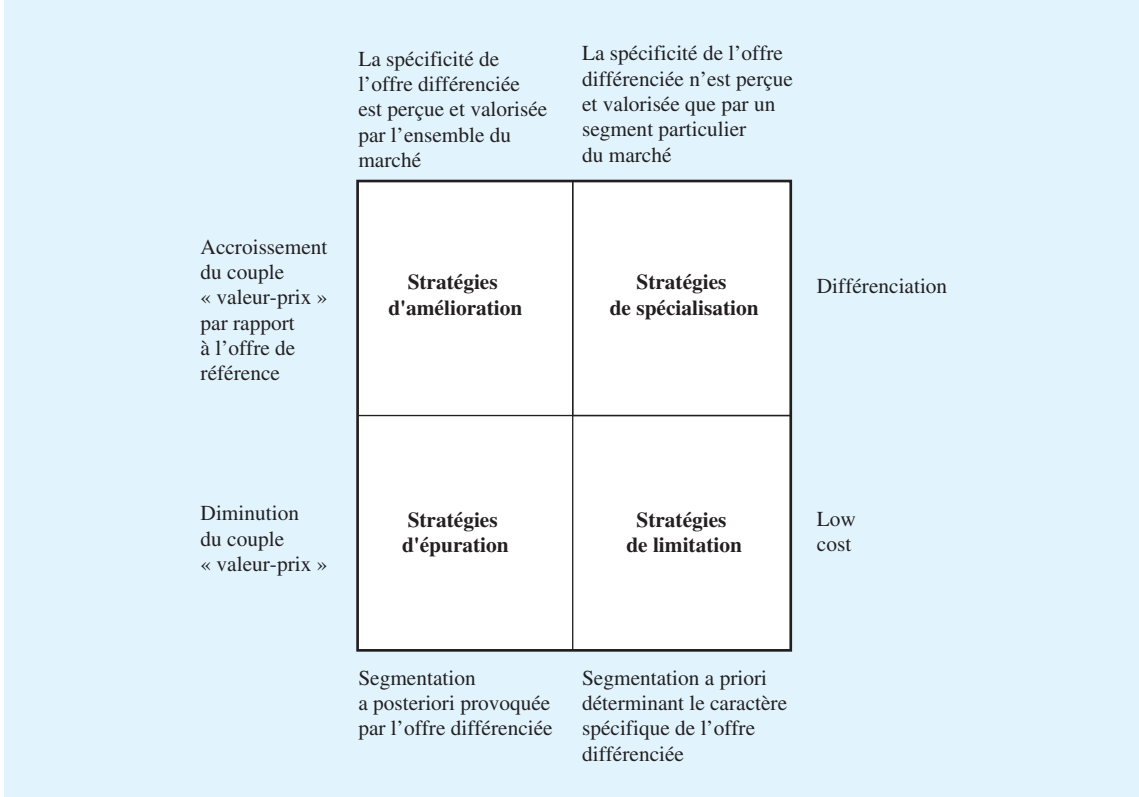 La spécificité de
l’offre différenciée
est perçue et valorisée
par l’ensemble du
marché
La spécificité de l’offre
différenciée n’est perçue
et valorisée que par un
segment particulier
du marché
Accroissement
du couple
« valeur-prix »
par rapport
à l’offre de
référence
Stratégies
d'amélioration
Stratégies
de spécialisation
Différenciation
Diminution
du couple
« valeur-prix »
Stratégies
d'épuration
Stratégies
de limitation
Low
cost
Segmentation
a posteriori provoquée
par l’offre différenciée
Segmentation a priori
déterminant le caractère
spécifique de l’offre
différenciée